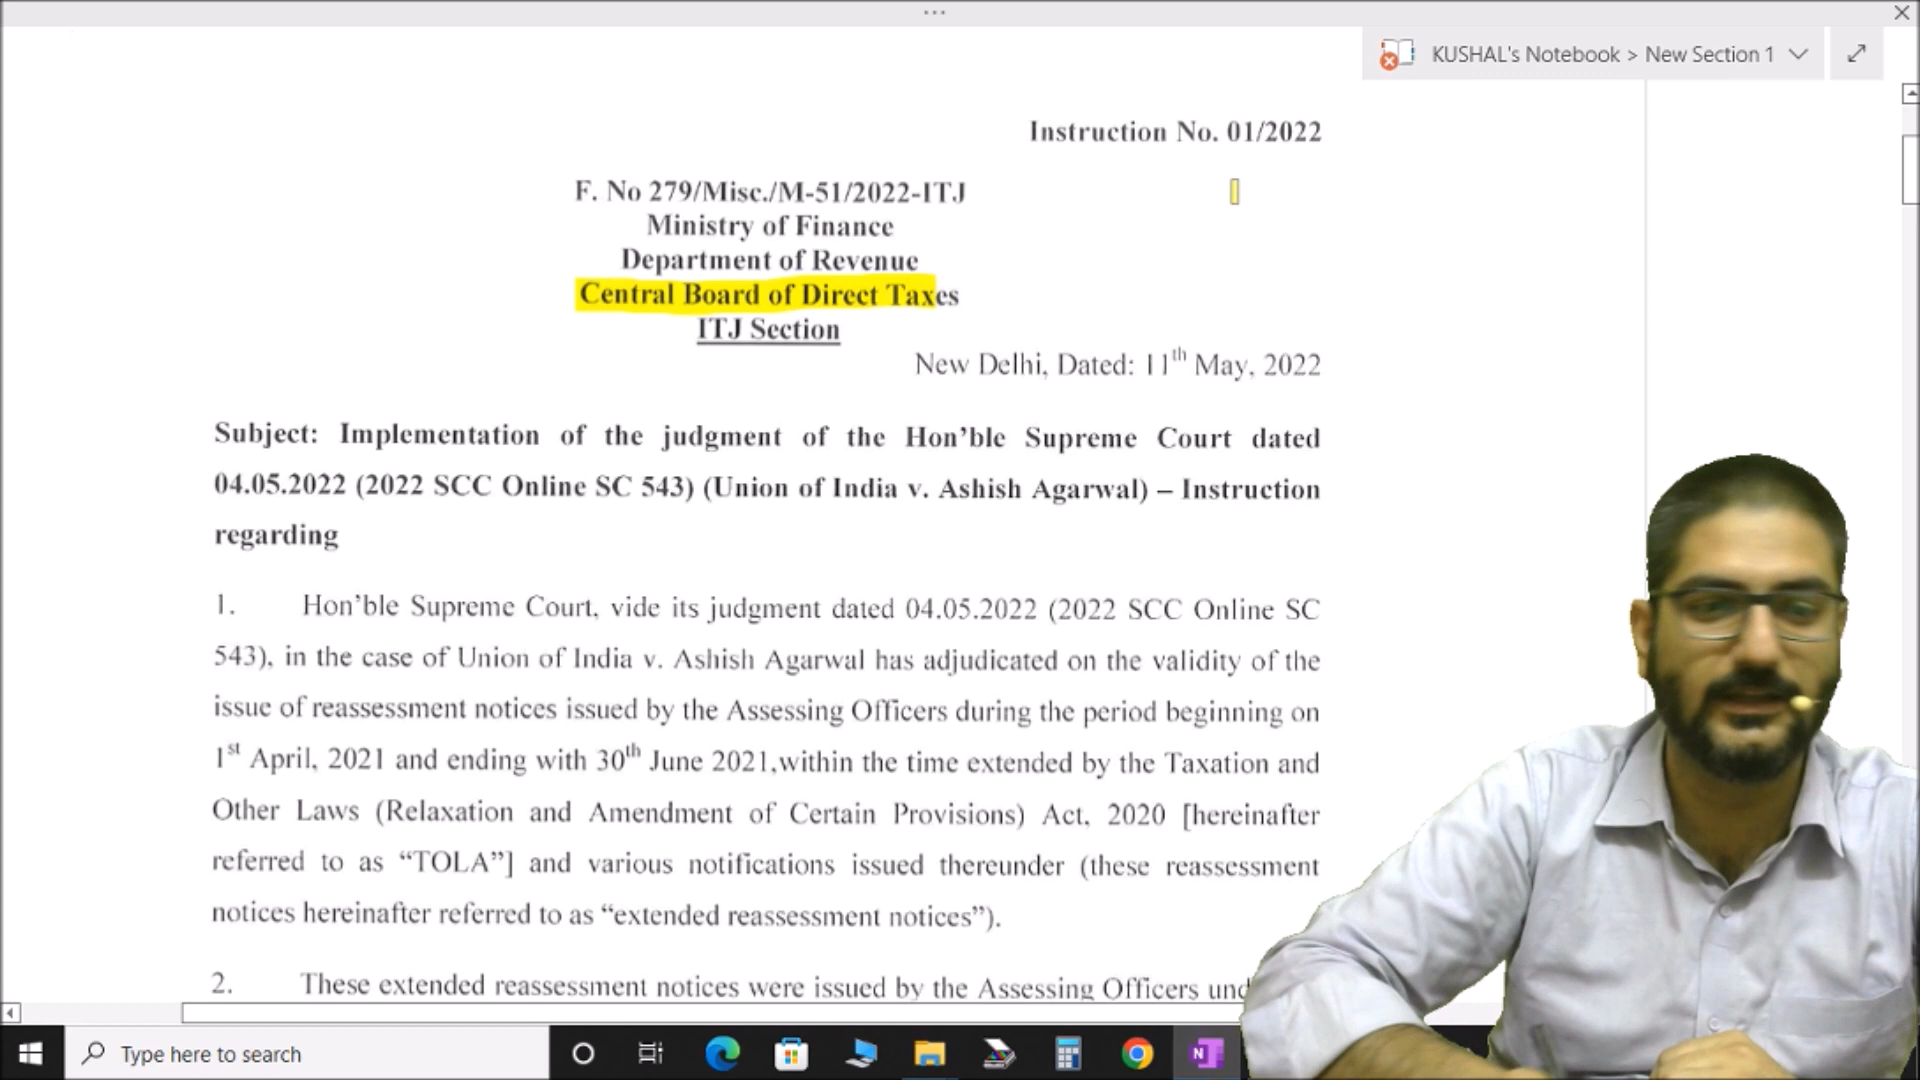 KUSHAL's Notebook > New Section 1
Instruction No. 01/2022
F. No 279/Misc./M-51/2022-ITJ
Ministry of Finance
Department of Revenue
Central Board of Direct Taxes
ITJ Section
New Delhi, Dated: 11th May, 2022
Subject: Implementation of the judgment of the Hon'ble Supreme Court dated
04.05.2022 (2022 SCC Online SC 543) (Union of India v. Ashish Agarwal) – Instruction
regarding
1. Hon'ble Supreme Court, vide its judgment dated 04.05.2022 (2022 SCC Online SC
543), in the case of Union of India v. Ashish Agarwal has adjudicated on the validity of the
issue of reassessment notices issued by the Assessing Officers during the period beginning on
1st April, 2021 and ending with 30th June 2021,within the time extended by the Taxation and
Other Laws (Relaxation and Amendment of Certain Provisions) Act, 2020 [hereinafter
referred to as “TOLA”] and various notifications issued thereunder (these reassessment
notices hereinafter referred to as “extended reassessment notices”).
2. These extended reassessment notices were issued by the Assessing Officers
Type here to search